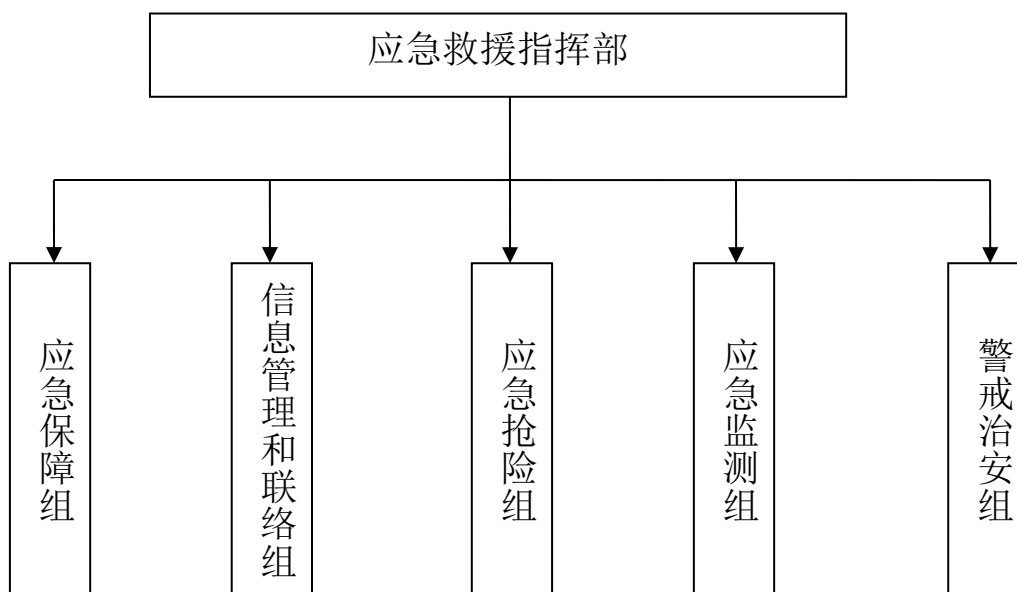 应急救援指挥部
应急保障组
信息管理和联络组
应急抢险组
应急监测组
警戒治安组